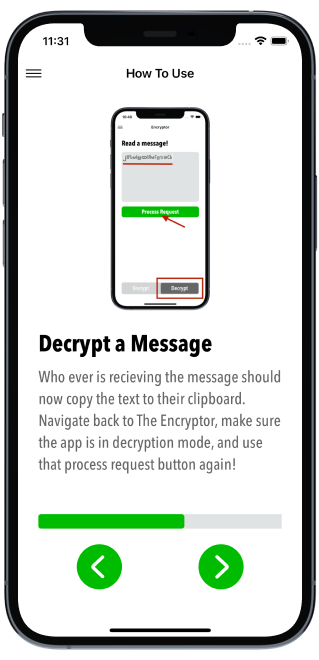 11:31
How To Use
10:48
Encryptor
Read a message!
Process Request
Encrypt
Decrypt
Decrypt a Message
Who ever is recieving the message should
now copy the text to their clipboard.
Navigate back to The Encryptor, make sure
the app is in decryption mode, and use
that process request button again!